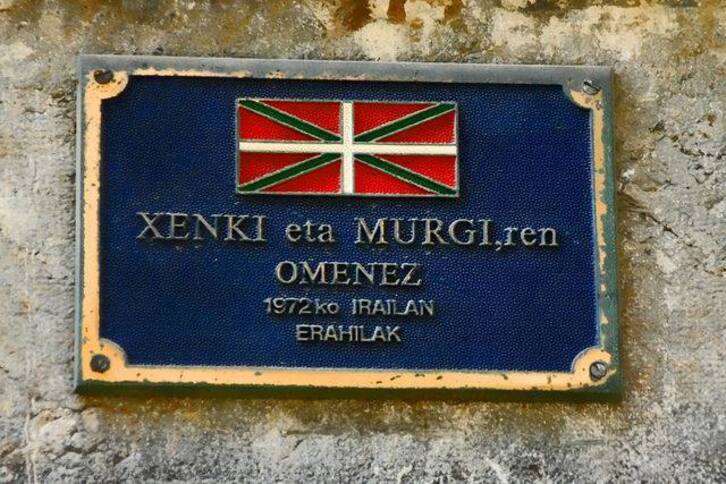 XENKI eta MURGI,ren
OMENEZ
1972ko IRAILAN
ERAHILAK